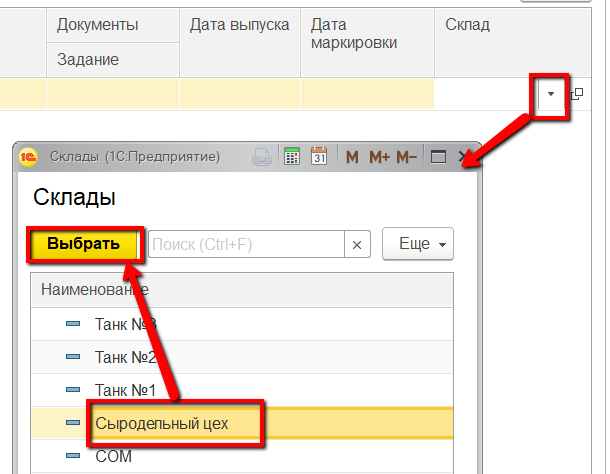 Документы Дата выпуска Дата маркировки Склад
Задание
1С Склады (1С:Предприятие) 31 M M+ M-
Склады
Выбрать Поиск (Ctrl+F) × Еще
Наименование
Танк №3
Танк №2
Танк №1
Сыродельный цех
СОМ